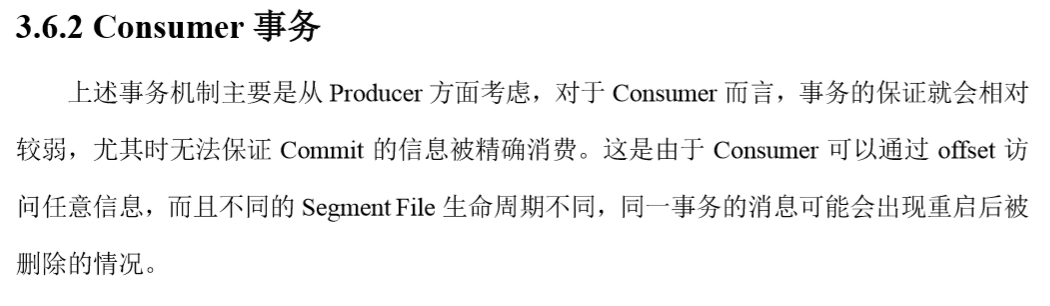 3.6.2 Consumer 事务
上述事务机制主要是从 Producer 方面考虑，对于 Consumer 而言，事务的保证就会相对
较弱，尤其时无法保证 Commit 的信息被精确消费。这是由于 Consumer 可以通过 offset 访
问任意信息，而且不同的 Segment File 生命周期不同，同一事务的消息可能会出现重启后被
删除的情况。